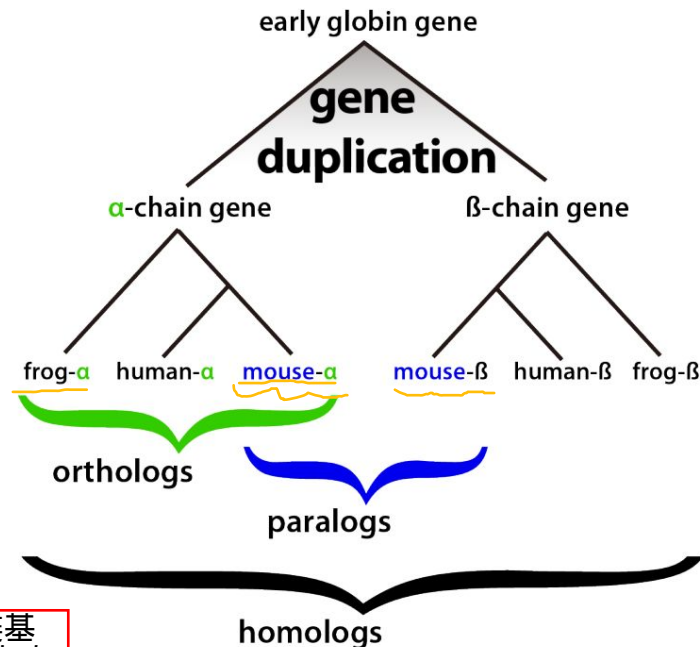 early globin gene
gene
duplication
α-chain gene
ß-chain gene
frog-α human-α mouse-α mouse-ß human-ß frog-ß
orthologs
paralogs
homologs
基